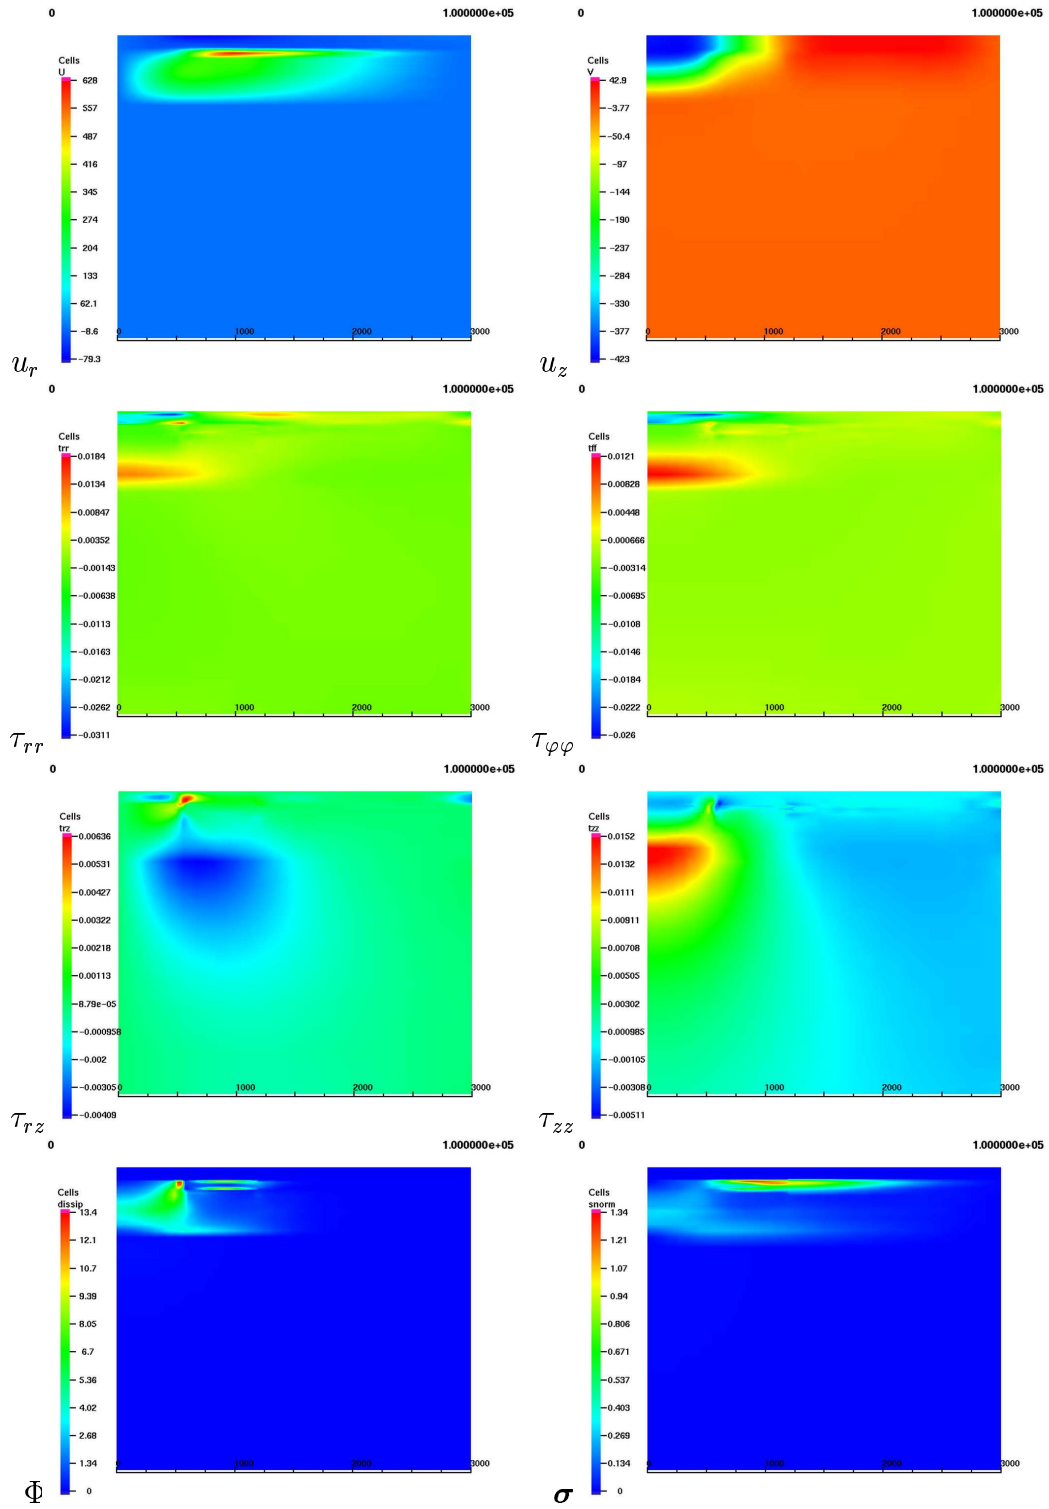 0 1.000000e+05
Cells
U
628
557
487
416
345
274
204
133
62.1
-8.6
-79.3
0 1000 2000 3000
u_r
0 1.000000e+05
Cells
V
42.9
-3.77
-50.4
-97
-144
-190
-237
-284
-330
-377
-423
0 1000 2000 3000
u_z
0 1.000000e+05
Cells
trr
0.0184
0.0134
0.00847
0.00352
-0.00143
-0.00638
-0.0113
-0.0163
-0.0212
-0.0262
-0.0311
0 1000 2000 3000
τ_rr
0 1.000000e+05
Cells
tff
0.0121
0.00828
0.00448
0.000666
-0.00314
-0.00695
-0.0108
-0.0146
-0.0184
-0.0222
-0.026
0 1000 2000 3000
τ_φφ
0 1.000000e+05
Cells
trz
0.00636
0.00531
0.00427
0.00322
0.00218
0.00113
8.79e-05
-0.000958
-0.002
-0.00305
-0.00409
0 1000 2000 3000
τ_rz
0 1.000000e+05
Cells
tzz
0.0152
0.0132
0.0111
0.00911
0.00708
0.00505
0.00302
0.000985
-0.00105
-0.00308
-0.00511
0 1000 2000 3000
τ_zz
0 1.000000e+05
Cells
dissip
13.4
12.1
10.7
9.39
8.05
6.7
5.36
4.02
2.68
1.34
0
0 1000 2000 3000
Φ
0 1.000000e+05
Cells
snorm
1.34
1.21
1.07
0.94
0.806
0.671
0.537
0.403
0.269
0.134
0
0 1000 2000 3000
σ